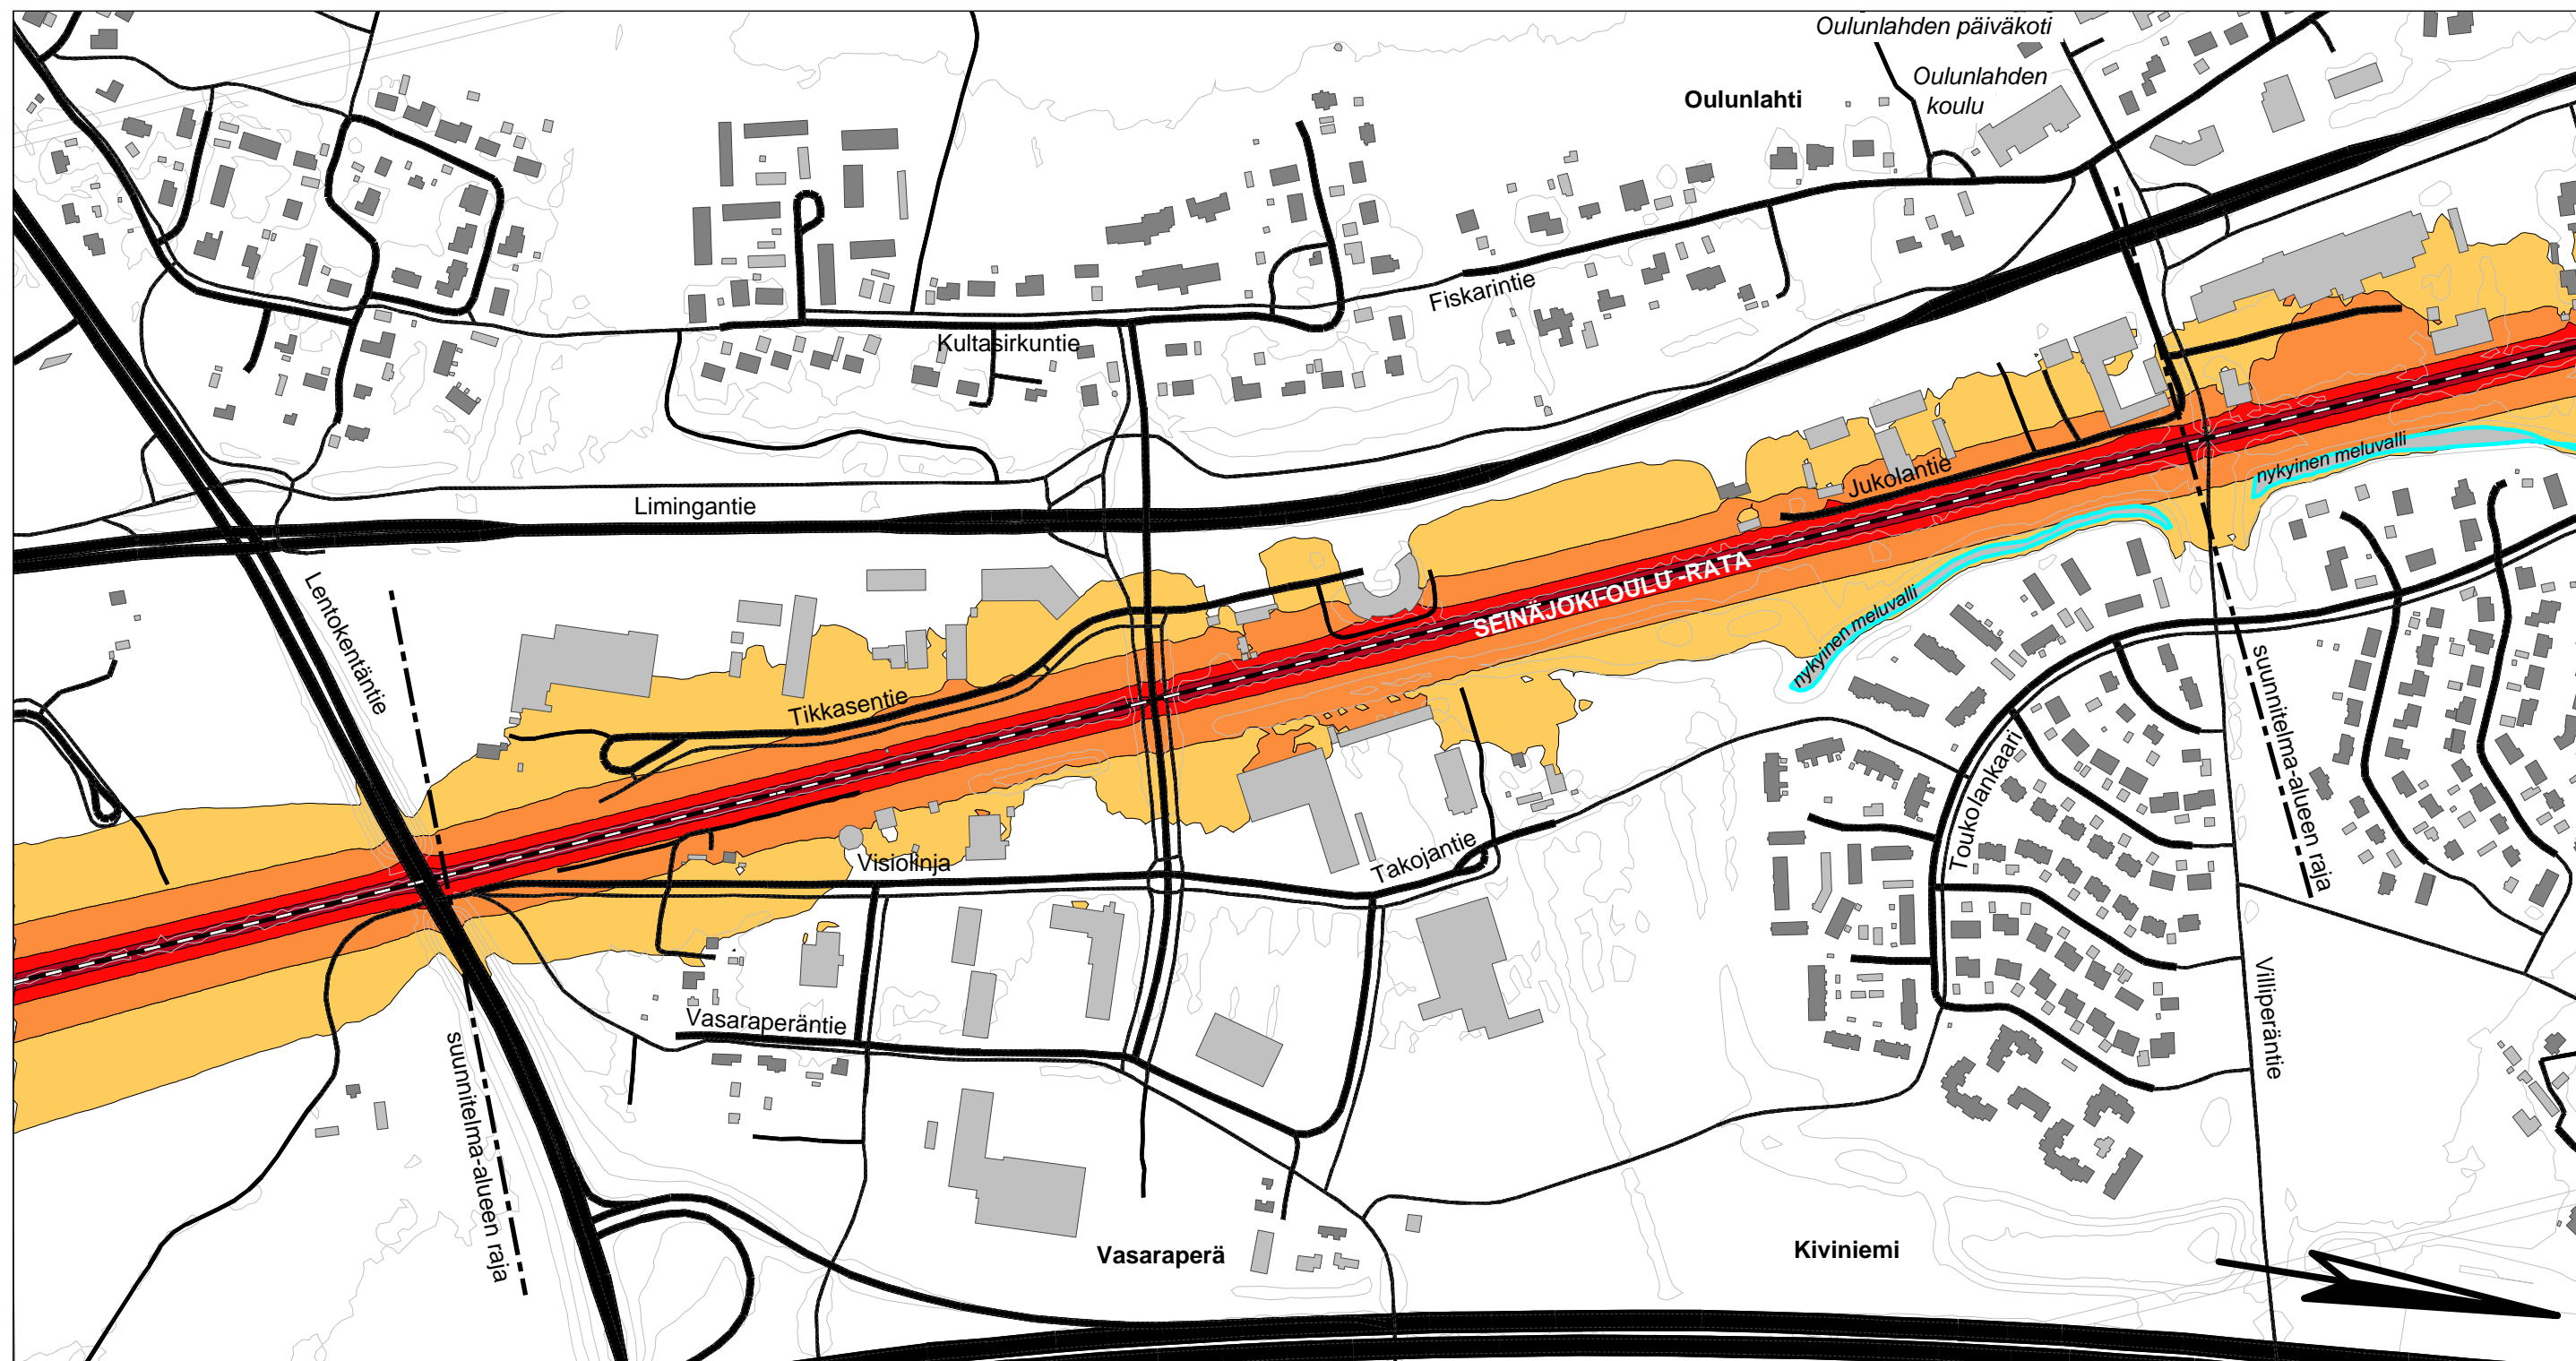 Oulunlahden päiväkoti
Oulunlahden
koulu
Oulunlahti
Fiskarintie
Kultasirkuntie
Limingantie
Jukolantie
nykyinen meluvalli
SEINÄJOKI-OULU -RATA
nykyinen meluvalli
Lentokentäntie
Tikkasentie
suunnitelma-alueen raja
Toukolankaari
Takojantie
Visiolinja
Vasaraperäntie
Villiperäntie
suunnitelma-alueen raja
Vasaraperä
Kiviniemi